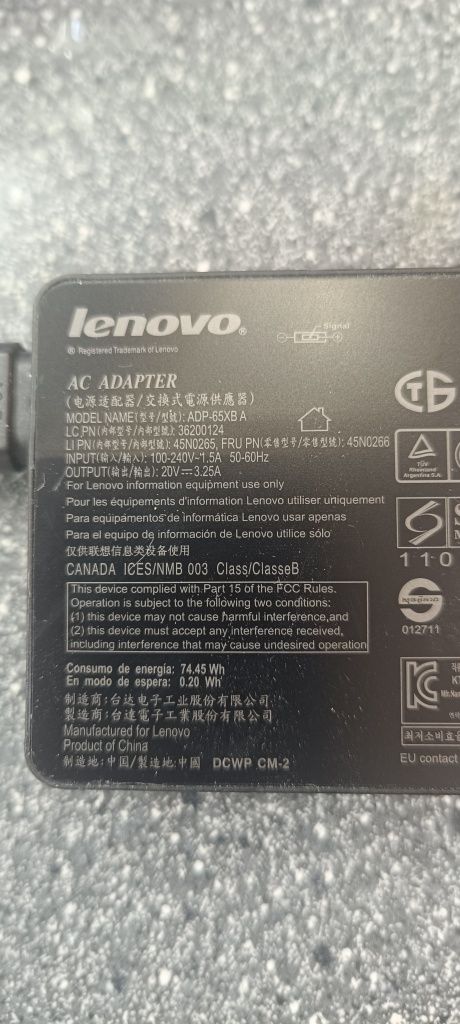 lenovo®
Signal
® Registered Trademark of Lenovo
AC ADAPTER
(电源适配器/交換式電源供應器)
MODEL NAME(型号/型號): ADP-65XB A
LC PN(内部型号/內部型號): 36200124
LI PN(内部型号/內部型號): 45N0265, FRU PN(零售型号/零售型號): 45N0266
INPUT(输入/輸入): 100-240V~1.5A 50-60Hz
OUTPUT(输出/輸出): 20V⎓3.25A
For Lenovo information equipment use only
Pour les équipements d'information Lenovo utiliser uniquement
Para equipamentos de informática Lenovo usar apenas
Para el equipo de información de Lenovo utilice sólo
仅供联想信息类设备使用
CANADA ICES/NMB 003 Class/ClasseB
This device complied with Part 15 of the FCC Rules.
Operation is subject to the following two conditions:
(1) this device may not cause harmful interference,and
(2) this device must accept any interference received,
including interference that may cause undesired operation
Consumo de energía: 74.45 Wh
En modo de espera: 0.20 Wh
制造商:台达电子工业股份有限公司
製造商:台達電子工業股份有限公司
Manufactured for Lenovo
Product of China
制造地:中国/製造地:中國 DCWP CM-2
TÜV
Rheinland
Argentina S.A.
S
110
012711
최저소비효율
EU contact